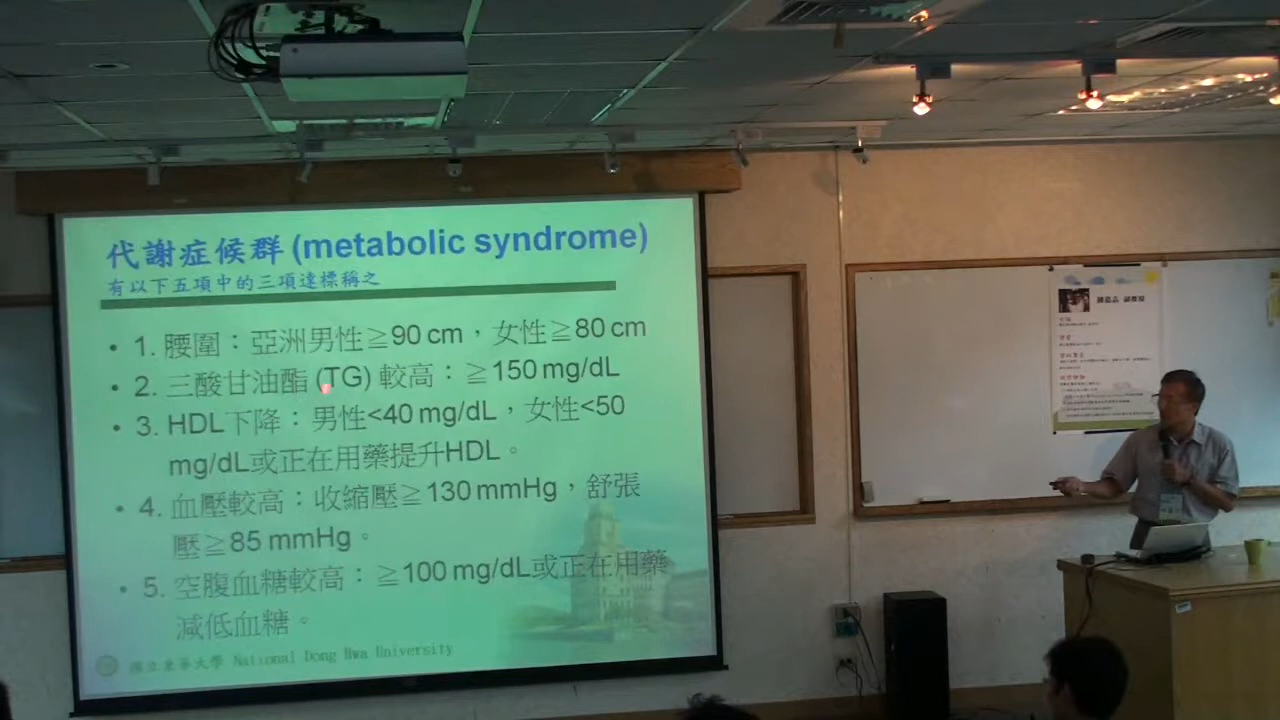 代謝症候群 (metabolic syndrome)
有以下五項中的三項達標稱之
• 1. 腰圍：亞洲男性≧90 cm，女性≧80 cm
• 2. 三酸甘油酯 (TG) 較高：≧150 mg/dL
• 3. HDL下降：男性<40 mg/dL，女性<50
mg/dL或正在用藥提升HDL。
• 4. 血壓較高：收縮壓≧130 mmHg，舒張
壓≧85 mmHg。
• 5. 空腹血糖較高：≧100 mg/dL或正在用藥
減低血糖。
國立東華大學 National Dong Hwa University